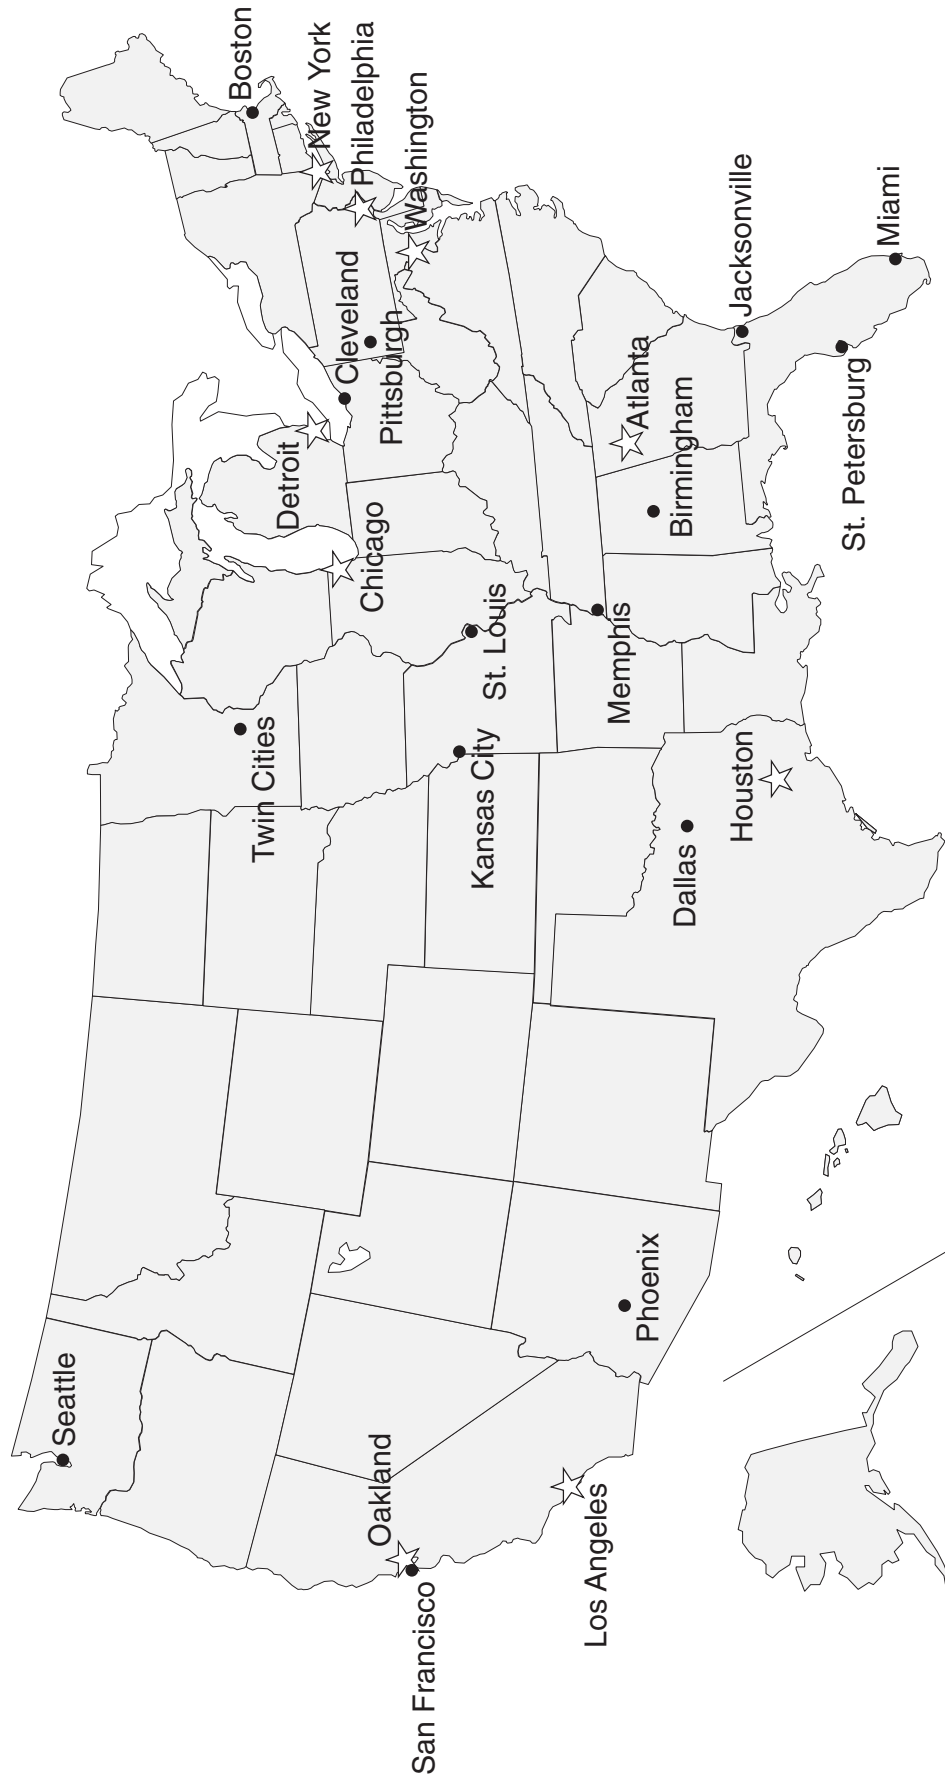 Seattle
Twin Cities
Boston
New York
Philadelphia
Washington
Detroit
Cleveland
Pittsburgh
Chicago
Oakland
San Francisco
Kansas City
St. Louis
Los Angeles
Phoenix
Memphis
Birmingham
Atlanta
Dallas
Houston
Jacksonville
St. Petersburg
Miami